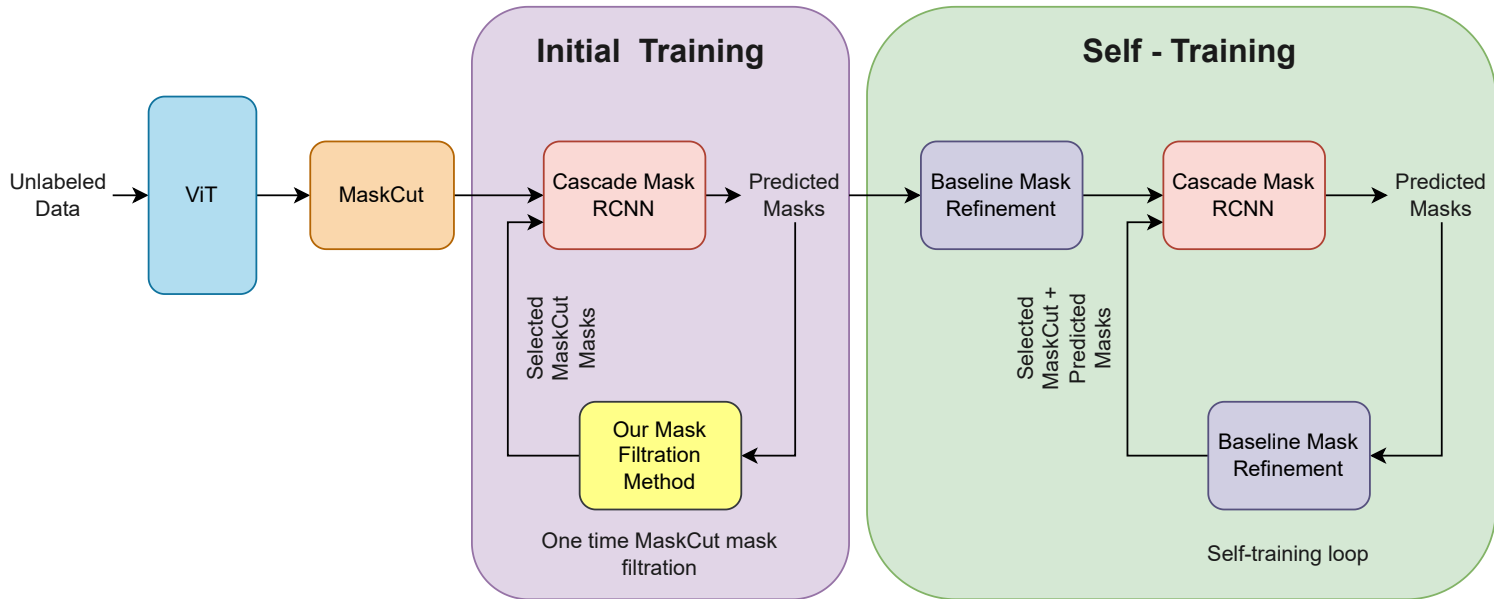 Initial Training
Self - Training
Unlabeled
Data
ViT
MaskCut
Cascade Mask
RCNN
Predicted
Masks
Baseline Mask
Refinement
Cascade Mask
RCNN
Predicted
Masks
Selected
MaskCut
Masks
Selected
MaskCut +
Predicted
Masks
Our Mask
Filtration
Method
Baseline Mask
Refinement
One time MaskCut mask
filtration
Self-training loop